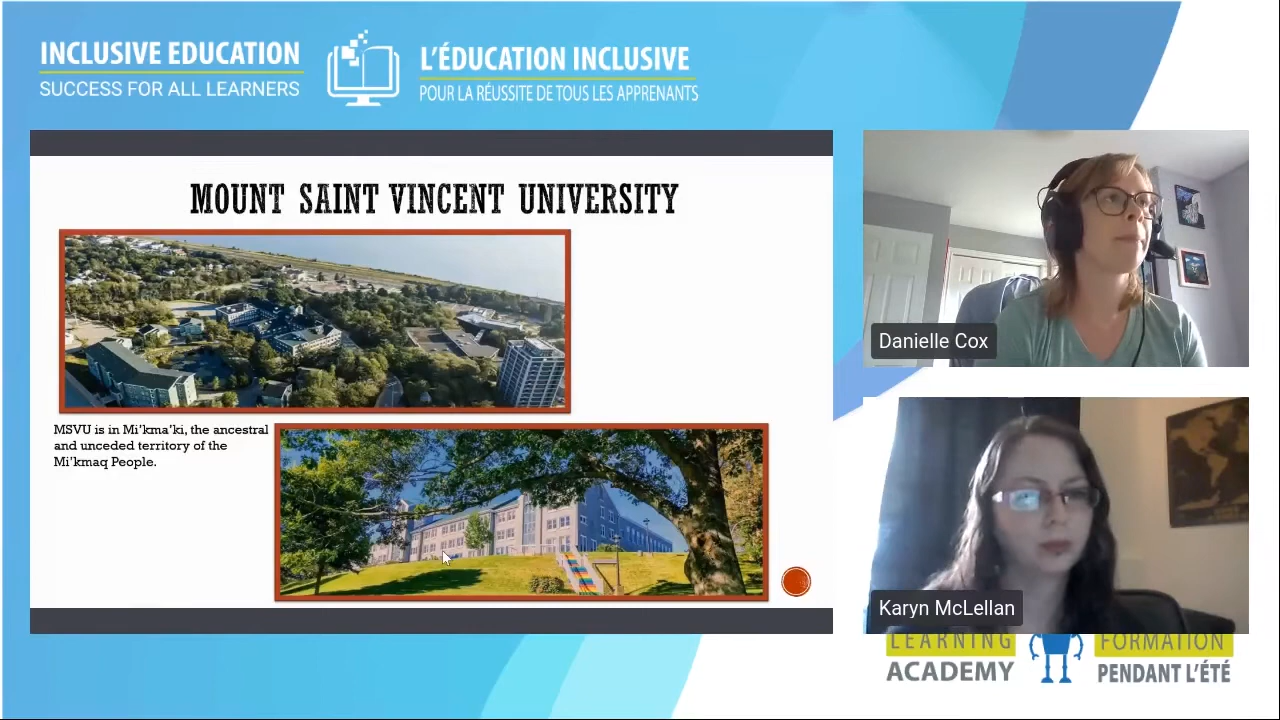 INCLUSIVE EDUCATION
SUCCESS FOR ALL LEARNERS
L'ÉDUCATION INCLUSIVE
POUR LA RÉUSSITE DE TOUS LES APPRENANTS
MOUNT SAINT VINCENT UNIVERSITY
MSVU is in Mi'kma'ki, the ancestral
and unceded territory of the
Mi'kmaq People.
Danielle Cox
Karyn McLellan
LEARNING
ACADEMY
FORMATION
PENDANT L'ÉTÉ